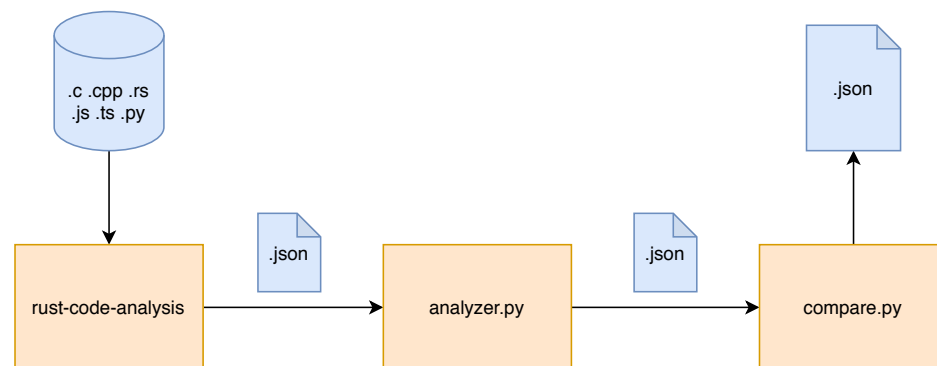 .c .cpp .rs
.js .ts .py
.json
.json
.json
rust-code-analysis
analyzer.py
compare.py